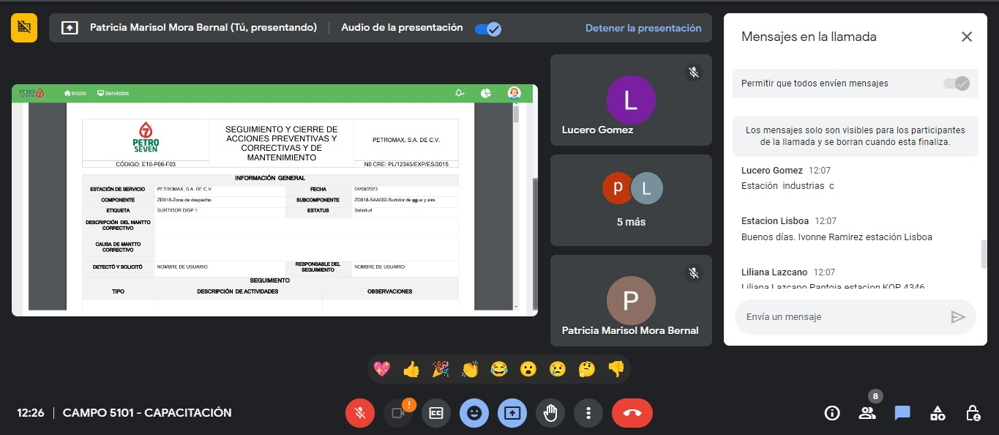 Patricia Marisol Mora Bernal (Tú, presentando)
Audio de la presentación
Detener la presentación
PETRO
SEVEN
7
Inicio
Servicios
7
PETRO
SEVEN
CÓDIGO: E10-P06-F03
SEGUIMIENTO Y CIERRE DE
ACCIONES PREVENTIVAS Y
CORRECTIVAS Y DE
MANTENIMIENTO
PETROMAX, S.A. DE C.V.
N0 CRE: PL/12345/EXP/ES/2015
INFORMACIÓN GENERAL
ESTACIÓN DE SERVICIO PETROMAX, S.A. DE C.V. FECHA 04/09/2023
COMPONENTE ZD018-Zona de despacho. SUBCOMPONENTE ZD018-SAA002-Surtidor de agua y aire.
ETIQUETA SURTIDOR DISP 1 ESTATUS Solicitud
DESCRIPCIÓN DEL MANTTO
CORRECTIVO
CAUSA DE MANTTO
CORRECTIVO
DETECTÓ Y SOLICITÓ NOMBRE DE USUARIO
RESPONSABLE DEL
SEGUIMIENTO
NOMBRE DE USUARIO
SEGUIMIENTO
TIPO DESCRIPCIÓN DE ACTIVIDADES OBSERVACIONES
L
Lucero Gomez
p L
5 más
P
Patricia Marisol Mora Bernal
Mensajes en la llamada
Permitir que todos envíen mensajes
Los mensajes solo son visibles para los participantes
de la llamada y se borran cuando esta finaliza.
Lucero Gomez 12:07
Estación industrias c
Estacion Lisboa 12:07
Buenos días. Ivonne Ramirez estación Lisboa
Liliana Lazcano 12:07
Liliana Lazcano Pantoja estacion KOP 4346
Envía un mensaje
12:26 | CAMPO 5101 - CAPACITACIÓN
!
CC
8